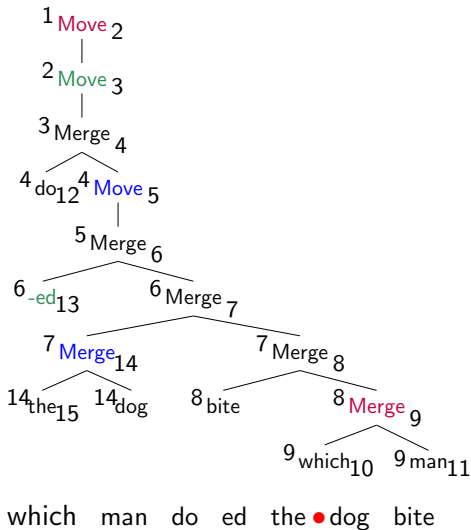 1 Move 2
2 Move 3
3 Merge 4
4 do 12 4 Move 5
5 Merge 6
6 -ed 13 6 Merge 7
7 Merge 14 7 Merge 8
14 the 15 14 dog 8 bite 8 Merge 9
9 which 10 9 man 11
which man do ed the dog bite